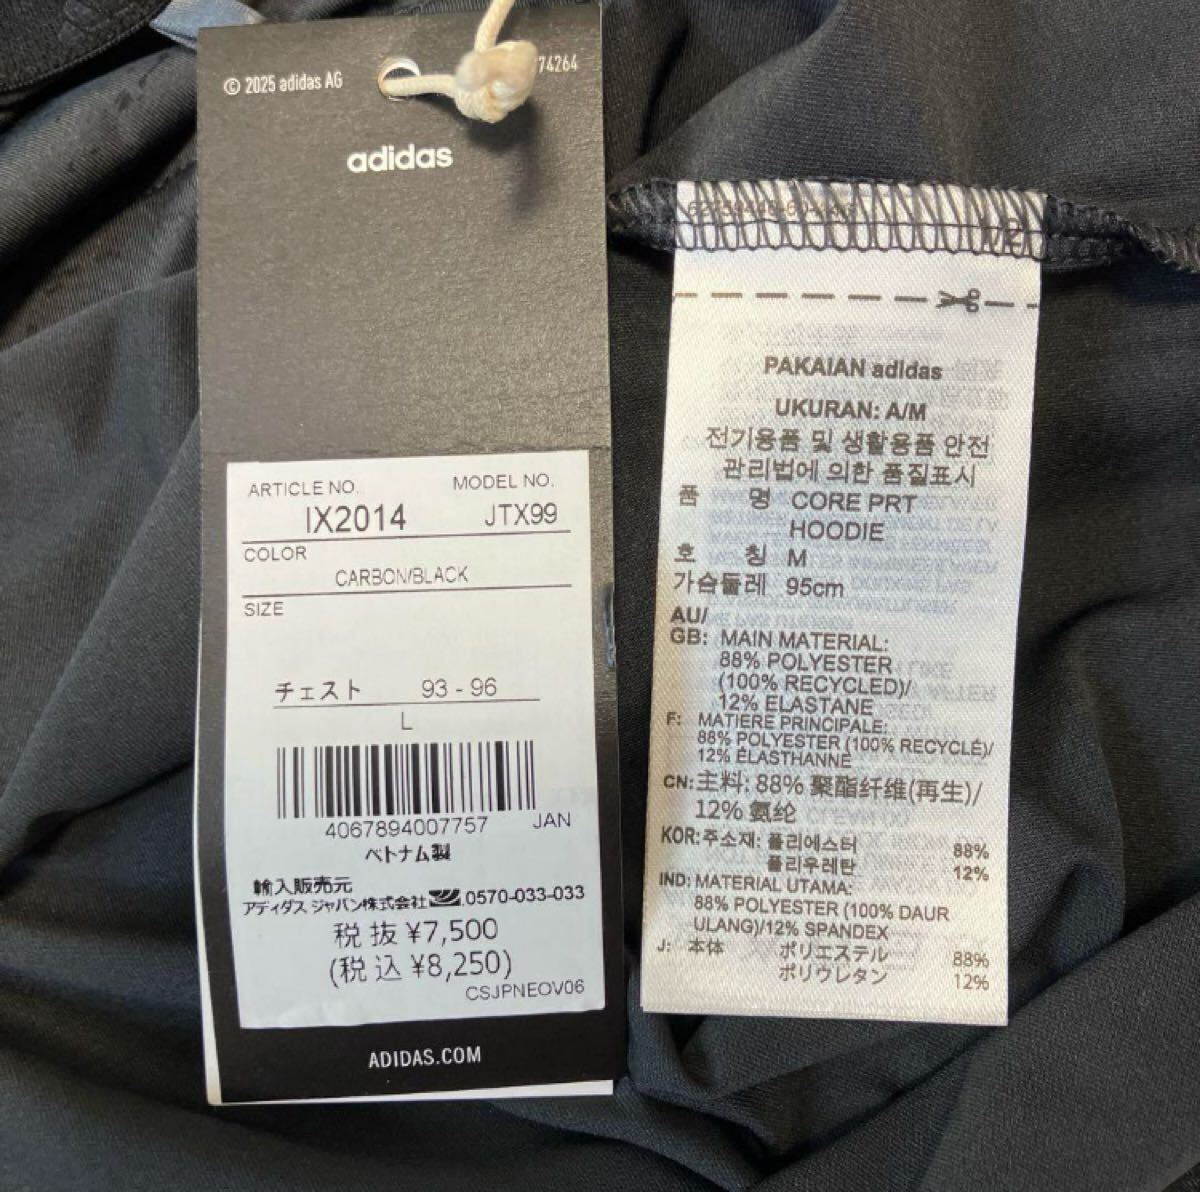 © 2025 adidas AG
74264
adidas
ARTICLE NO. MODEL NO.
IX2014 JTX99
COLOR
CARBON/BLACK
SIZE
チェスト 93 - 96
L
4067894007757 JAN
ベトナム製
輸入販売元
アディダス ジャパン株式会社 0570-033-033
税 抜 ¥7,500
(税 込 ¥8,250)
CSJPNEOV06
ADIDAS.COM
PAKAIAN adidas
UKURAN: A/M
전기용품 및 생활용품 안전
관리법에 의한 품질표시
품 명 CORE PRT
HOODIE
호 칭 M
가슴둘레 95cm
AU/
GB: MAIN MATERIAL:
88% POLYESTER
(100% RECYCLED)/
12% ELASTANE
F: MATIERE PRINCIPALE:
88% POLYESTER (100% RECYCLÉ)/
12% ÉLASTHANNE
CN: 主料: 88% 聚酯纤维(再生)/
12% 氨纶
KOR: 주소재: 폴리에스터 88%
폴리우레탄 12%
IND: MATERIAL UTAMA:
88% POLYESTER (100% DAUR
ULANG)/12% SPANDEX
J: 本体 ポリエステル 88%
ポリウレタン 12%